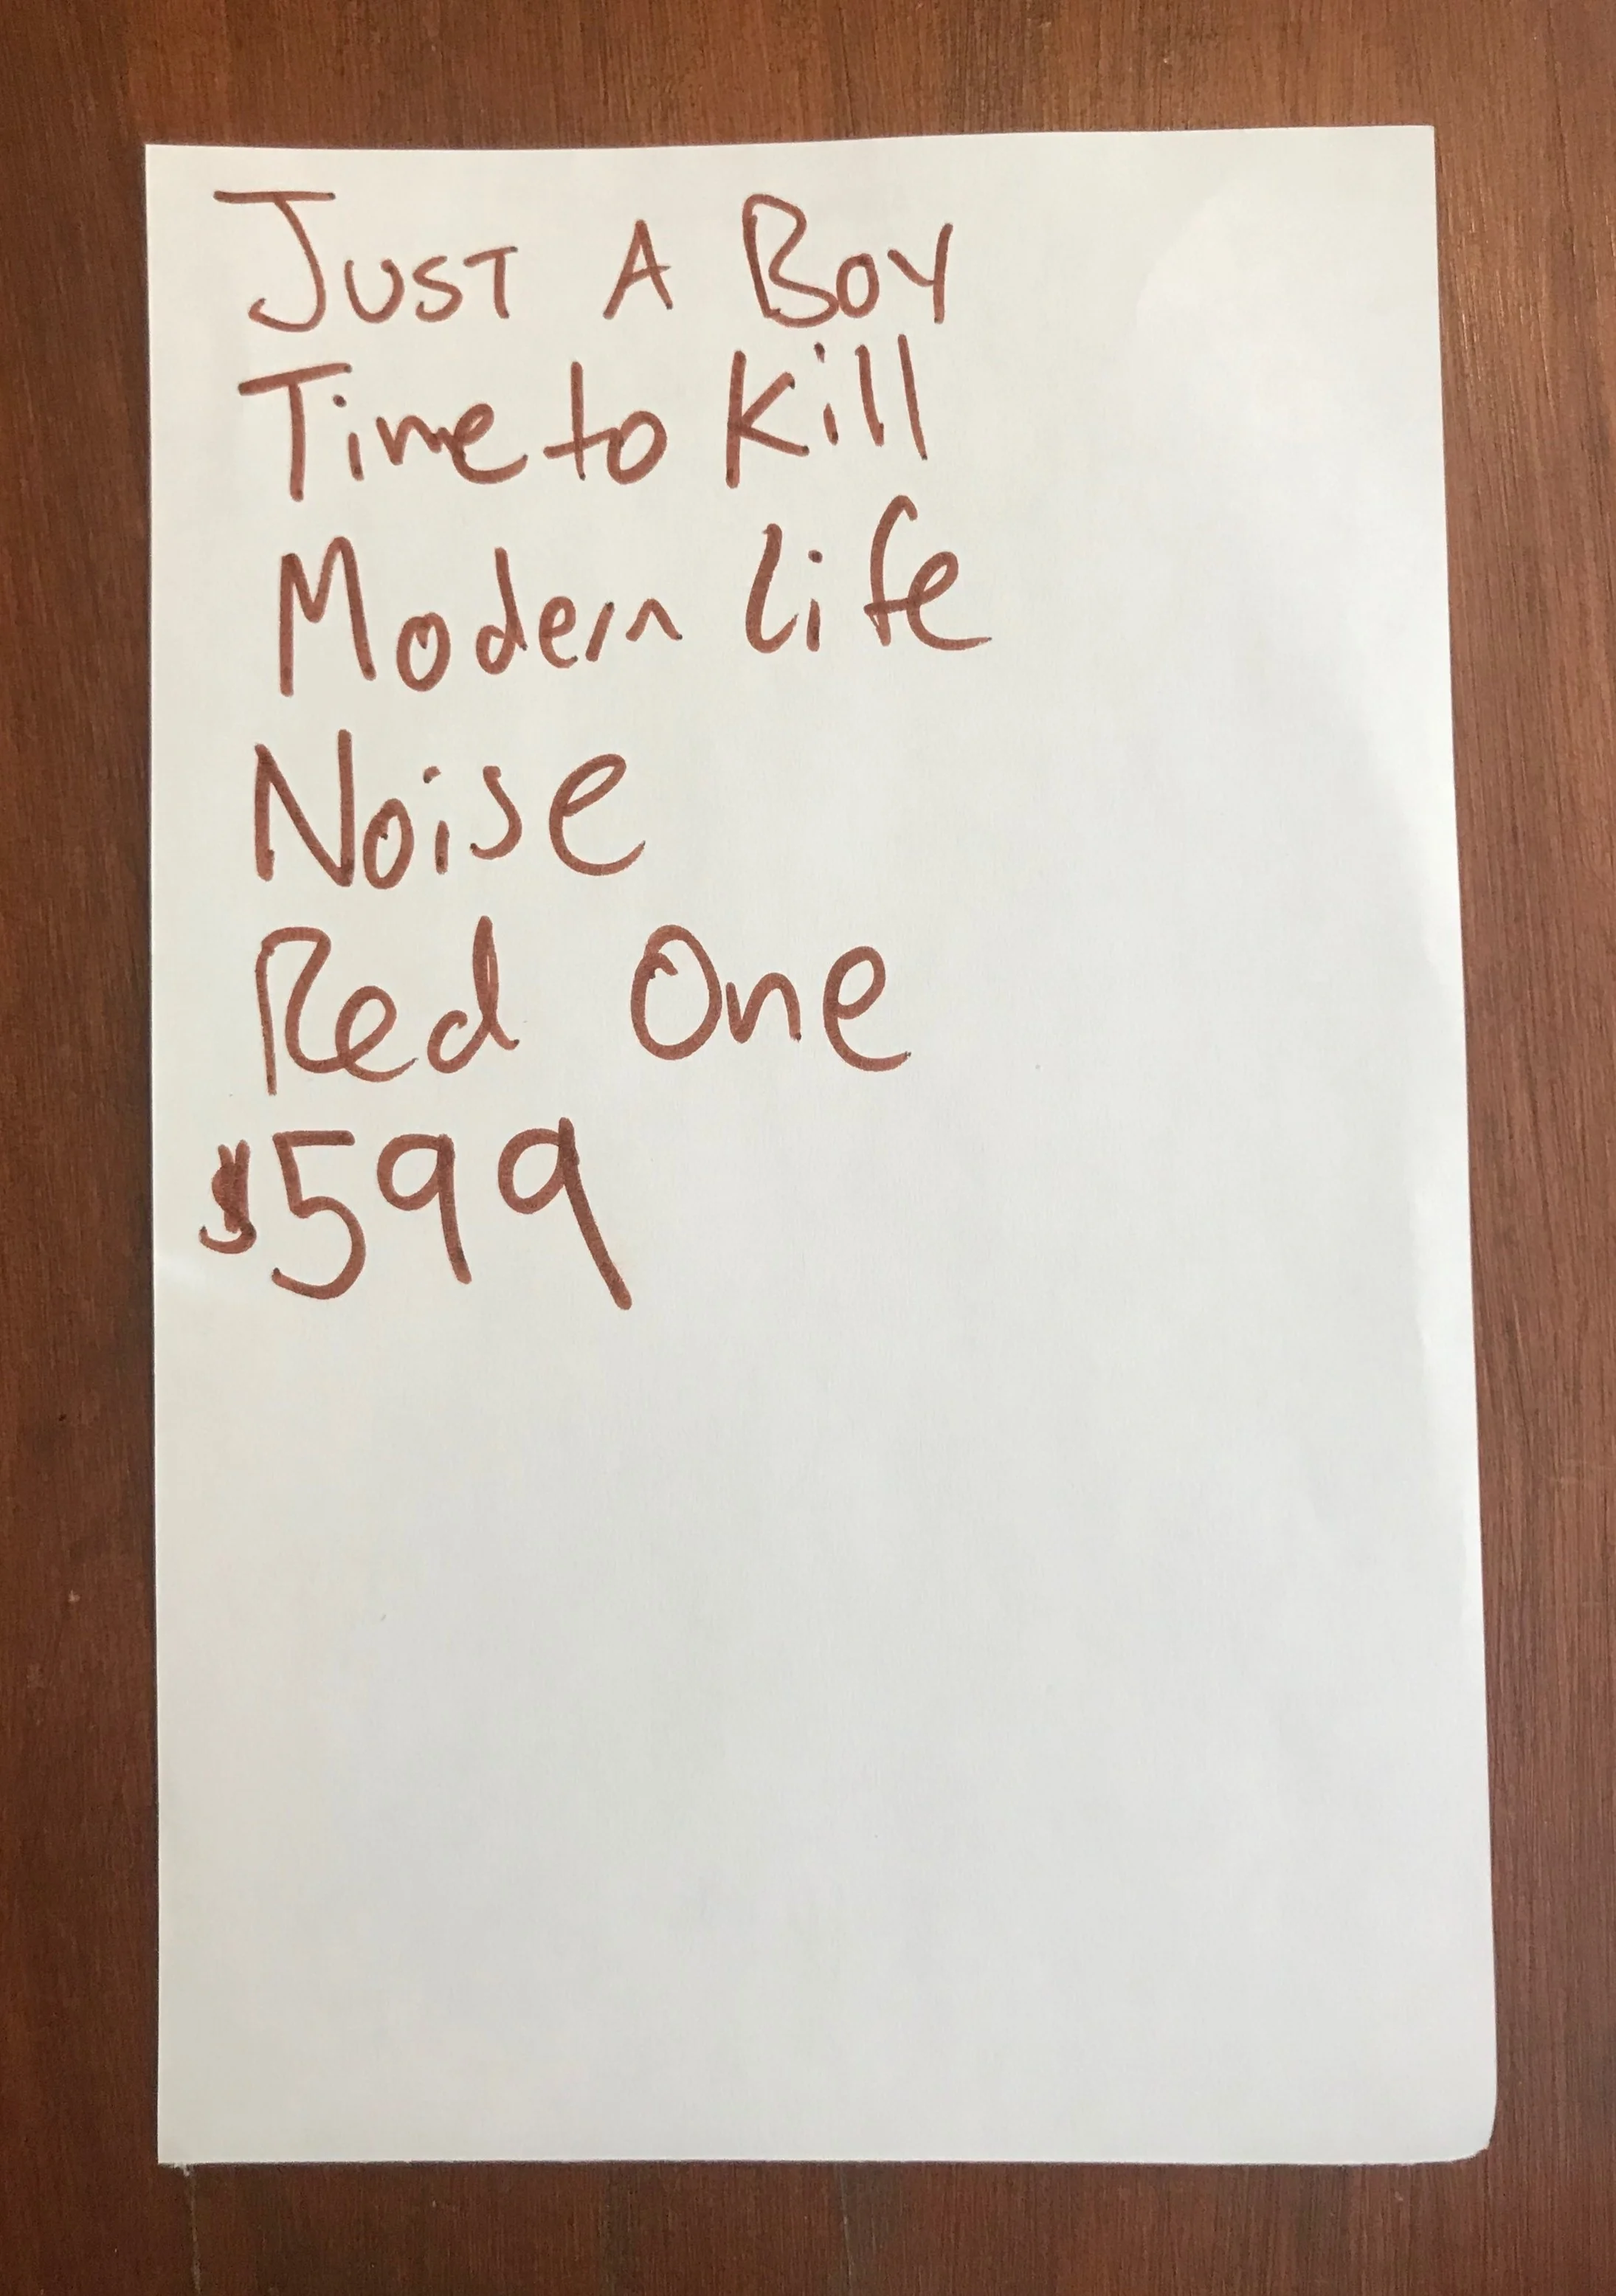 JUST A BOY
Time to Kill
Modern Life
Noise
Red One
$599